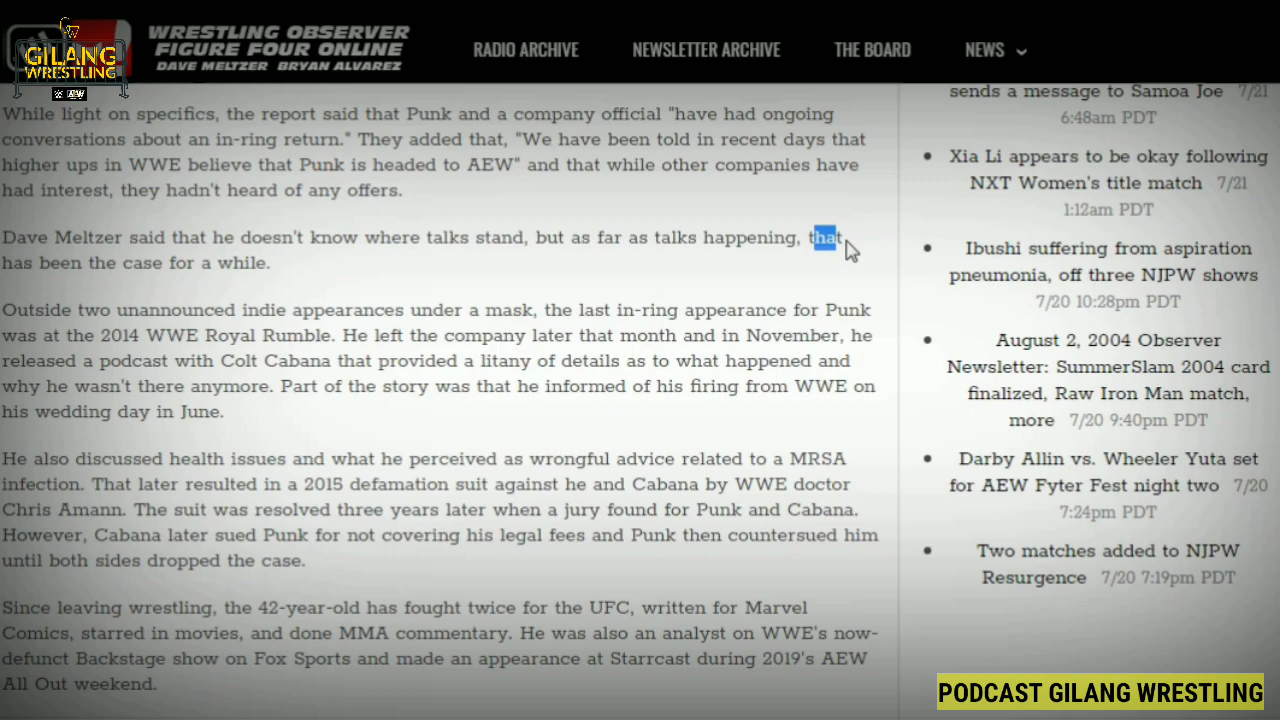 GILANG
WRESTLING
WRESTLING OBSERVER
FIGURE FOUR ONLINE
DAVE MELTZER BRYAN ALVAREZ
RADIO ARCHIVE
NEWSLETTER ARCHIVE
THE BOARD
NEWS
While light on specifics, the report said that Punk and a company official "have had ongoing
conversations about an in-ring return." They added that, "We have been told in recent days that
higher ups in WWE believe that Punk is headed to AEW" and that while other companies have
had interest, they hadn't heard of any offers.
Dave Meltzer said that he doesn't know where talks stand, but as far as talks happening, that
has been the case for a while.
Outside two unannounced indie appearances under a mask, the last in-ring appearance for Punk
was at the 2014 WWE Royal Rumble. He left the company later that month and in November, he
released a podcast with Colt Cabana that provided a litany of details as to what happened and
why he wasn't there anymore. Part of the story was that he informed of his firing from WWE on
his wedding day in June.
He also discussed health issues and what he perceived as wrongful advice related to a MRSA
infection. That later resulted in a 2015 defamation suit against he and Cabana by WWE doctor
Chris Amann. The suit was resolved three years later when a jury found for Punk and Cabana.
However, Cabana later sued Punk for not covering his legal fees and Punk then countersued him
until both sides dropped the case.
Since leaving wrestling, the 42-year-old has fought twice for the UFC, written for Marvel
Comics, starred in movies, and done MMA commentary. He was also an analyst on WWE's now-
defunct Backstage show on Fox Sports and made an appearance at Starrcast during 2019's AEW
All Out weekend.
sends a message to Samoa Joe 7/21
6:48am PDT
Xia Li appears to be okay following
NXT Women's title match 7/21
1:12am PDT
Ibushi suffering from aspiration
pneumonia, off three NJPW shows
7/20 10:28pm PDT
August 2, 2004 Observer
Newsletter: SummerSlam 2004 card
finalized, Raw Iron Man match,
more 7/20 9:40pm PDT
Darby Allin vs. Wheeler Yuta set
for AEW Fyter Fest night two 7/20
7:24pm PDT
Two matches added to NJPW
Resurgence 7/20 7:19pm PDT
PODCAST GILANG WRESTLING